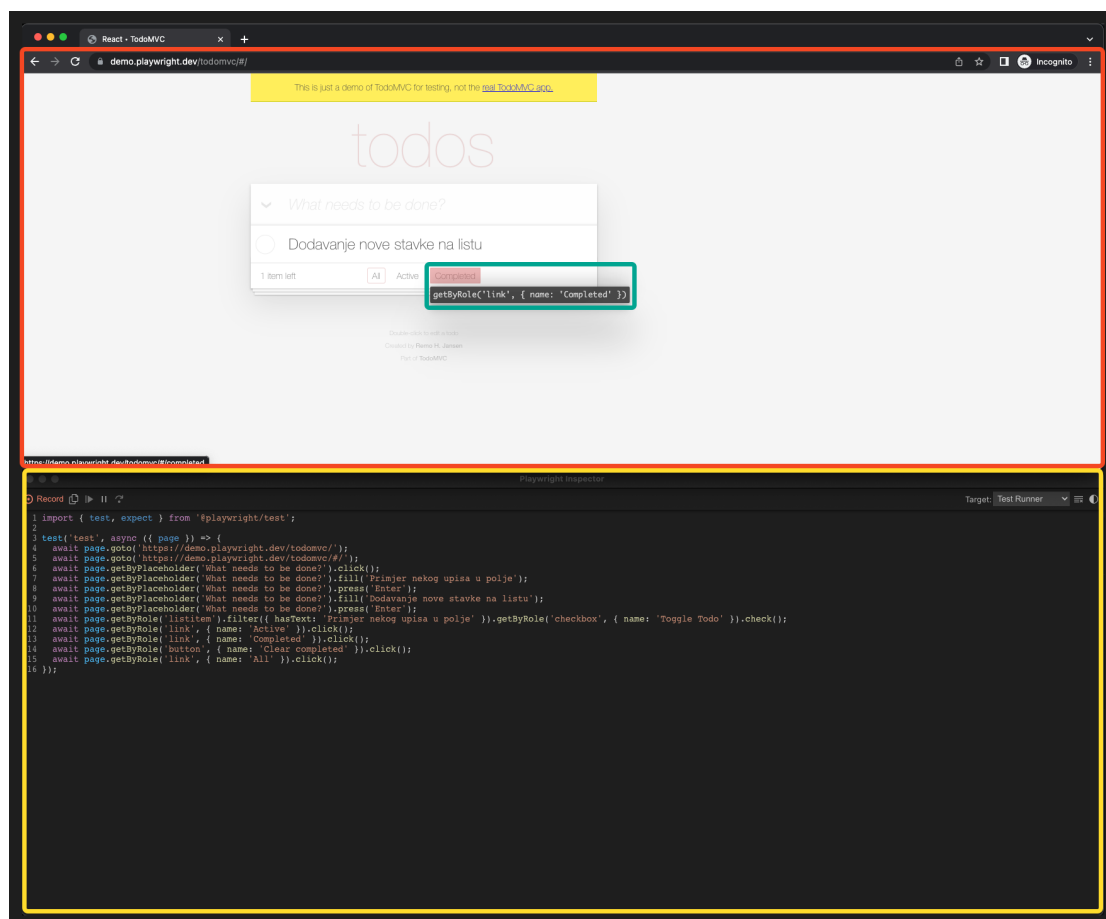 React • TodoMVC
demo.playwright.dev/todomvc/#/
Incognito
This is just a demo of TodoMVC for testing, not the real TodoMVC app.
todos
What needs to be done?
Dodavanje nove stavke na listu
1 item left
All
Active
Completed
getByRole('link', { name: 'Completed' })
Double-click to edit a todo
Created by Remo H. Jansen
Part of TodoMVC
https://demo.playwright.dev/todomvc/#/completed
Playwright Inspector
Record
Target: Test Runner
1 import { test, expect } from '@playwright/test';
2
3 test('test', async ({ page }) => {
4 await page.goto('https://demo.playwright.dev/todomvc/');
5 await page.goto('https://demo.playwright.dev/todomvc/#/');
6 await page.getByPlaceholder('What needs to be done?').click();
7 await page.getByPlaceholder('What needs to be done?').fill('Primjer nekog upisa u polje');
8 await page.getByPlaceholder('What needs to be done?').press('Enter');
9 await page.getByPlaceholder('What needs to be done?').fill('Dodavanje nove stavke na listu');
10 await page.getByPlaceholder('What needs to be done?').press('Enter');
11 await page.getByRole('listitem').filter({ hasText: 'Primjer nekog upisa u polje' }).getByRole('checkbox', { name: 'Toggle Todo' }).check();
12 await page.getByRole('link', { name: 'Active' }).click();
13 await page.getByRole('link', { name: 'Completed' }).click();
14 await page.getByRole('button', { name: 'Clear completed' }).click();
15 await page.getByRole('link', { name: 'All' }).click();
16 });